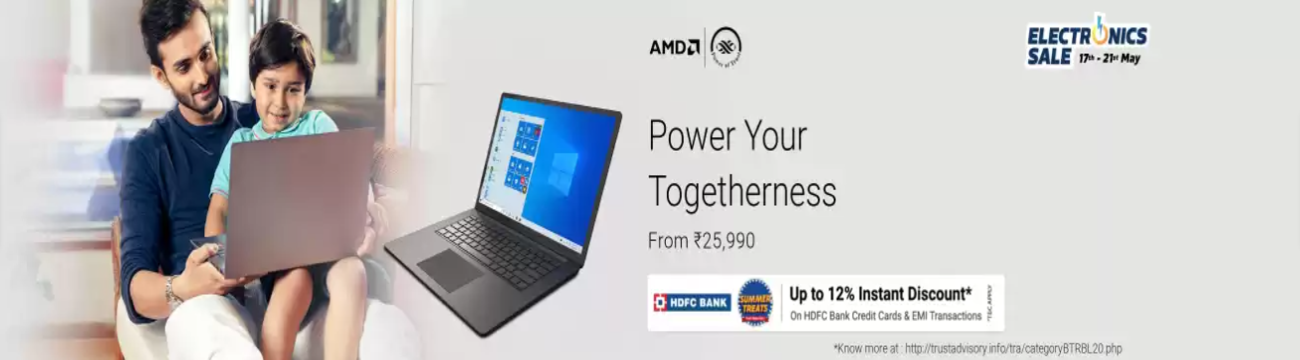 AMD
ELECTRONICS
SALE 17th - 21st May
Power Your
Togetherness
From ₹25,990
HDFC BANK
SUMMER
TREATS
Up to 12% Instant Discount*
On HDFC Bank Credit Cards & EMI Transactions
*T&C APPLY
*Know more at : http://trustadvisory.info/tra/categoryBTRBL20.php